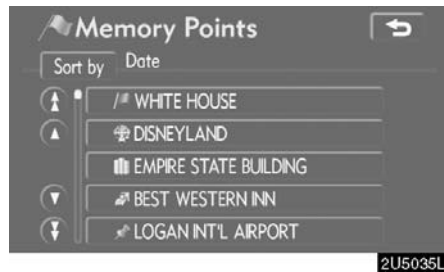 Memory Points
Sort by Date
WHITE HOUSE
DISNEYLAND
EMPIRE STATE BUILDING
BEST WESTERN INN
LOGAN INT'L AIRPORT
2U5035L